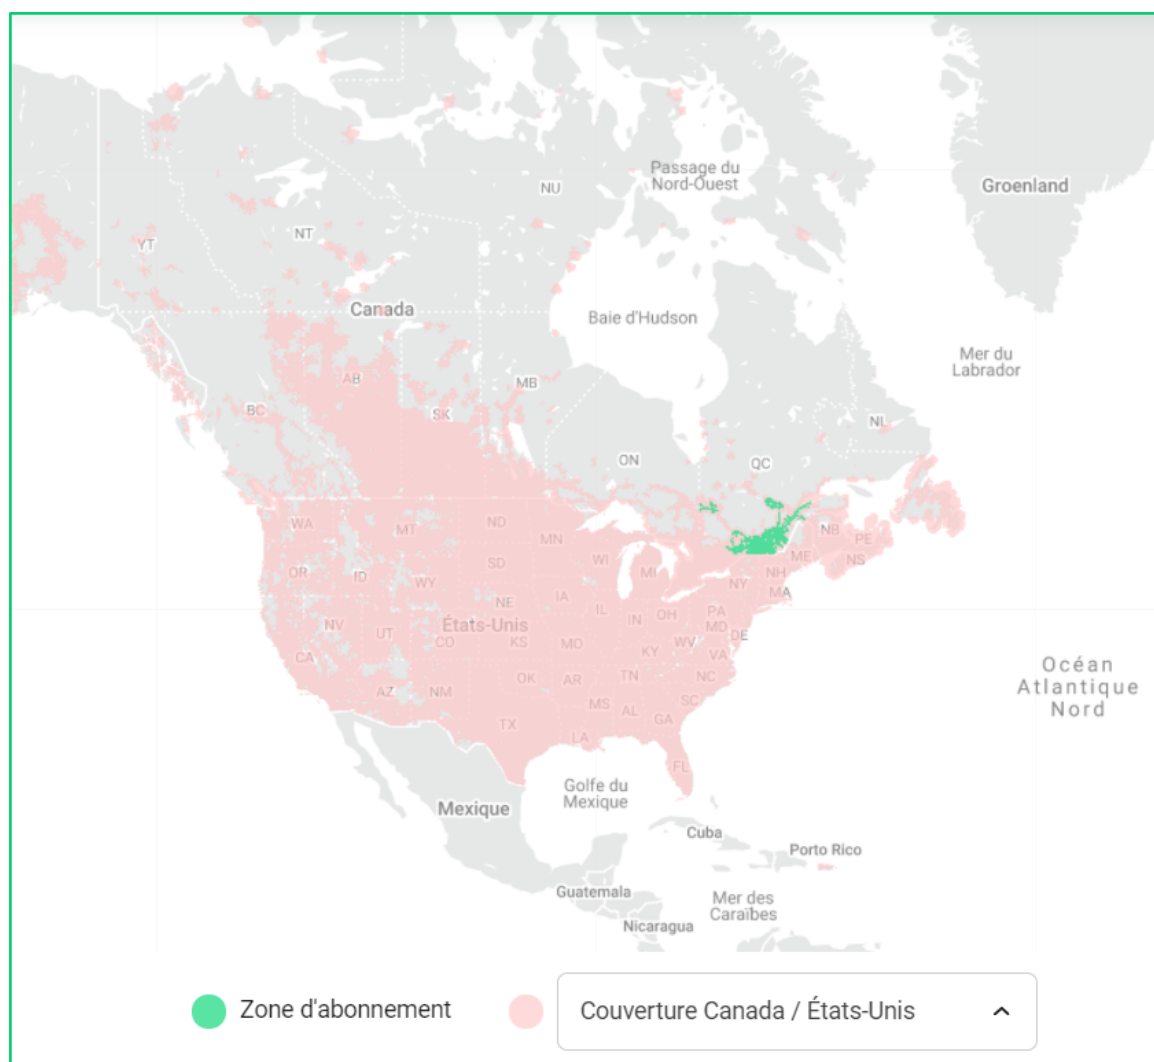 Passage du
Nord-Ouest
NU
Groenland
NT
YT
Canada
Baie d'Hudson
Mer du
Labrador
AB
MB
BC
SK
NL
ON
QC
WA
MT
ND
MN
NB
PE
ME
NS
OR
ID
SD
WI
MI
WY
NH
NY
MA
NE
IA
IL
IN
OH
PA
MD
DE
NV
UT
États-Unis
CO
KS
MO
KY
WV
VA
CA
OK
AR
TN
NC
AZ
NM
MS
AL
SC
GA
TX
LA
FL
Océan
Atlantique
Nord
Golfe du
Mexique
Mexique
Cuba
Porto Rico
Guatemala
Mer des
Caraïbes
Nicaragua
Zone d'abonnement
Couverture Canada / États-Unis